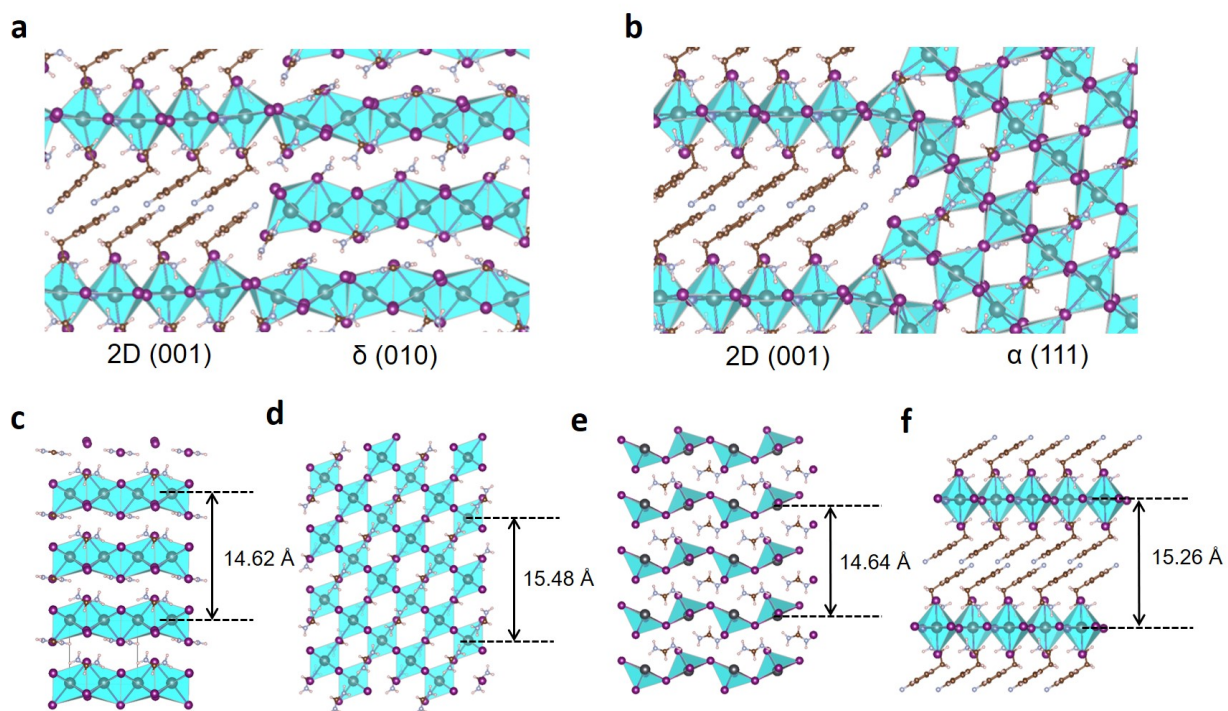 a
b
2D (001)
δ (010)
2D (001)
α (111)
c
d
e
f
14.62 Å
15.48 Å
14.64 Å
15.26 Å